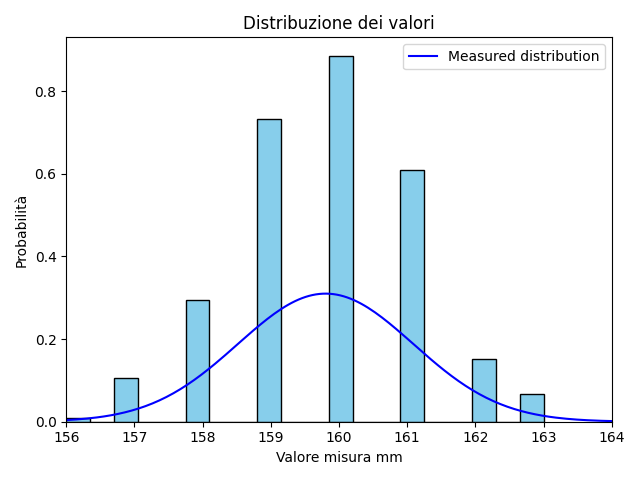 Distribuzione dei valori
Measured distribution
Probabilità
0.8
0.6
0.4
0.2
0.0
156 157 158 159 160 161 162 163 164
Valore misura mm